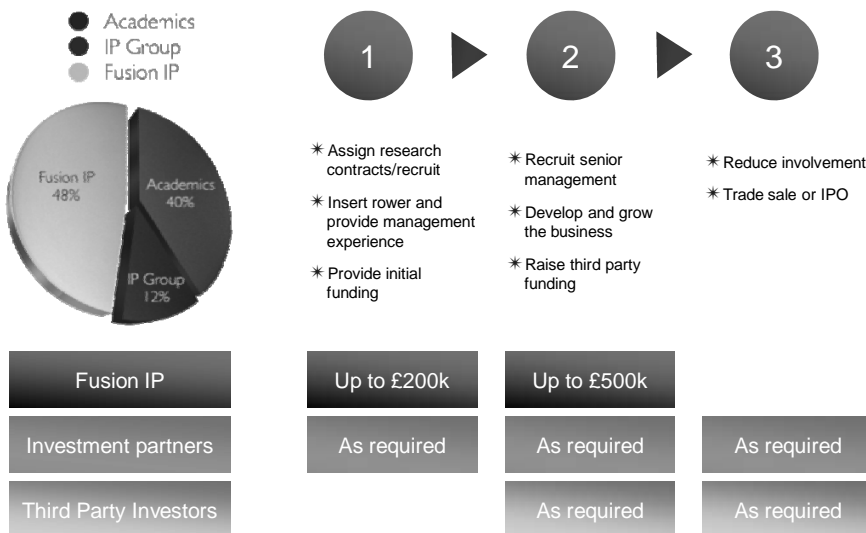 Academics
IP Group
Fusion IP
Fusion IP
48%
Academics
40%
IP Group
12%
1
2
3
✴ Assign research
contracts/recruit
✴ Insert rower and
provide management
experience
✴ Provide initial
funding
✴ Recruit senior
management
✴ Develop and grow
the business
✴ Raise third party
funding
✴ Reduce involvement
✴ Trade sale or IPO
Fusion IP
Up to £200k
Up to £500k
Investment partners
As required
As required
As required
Third Party Investors
As required
As required